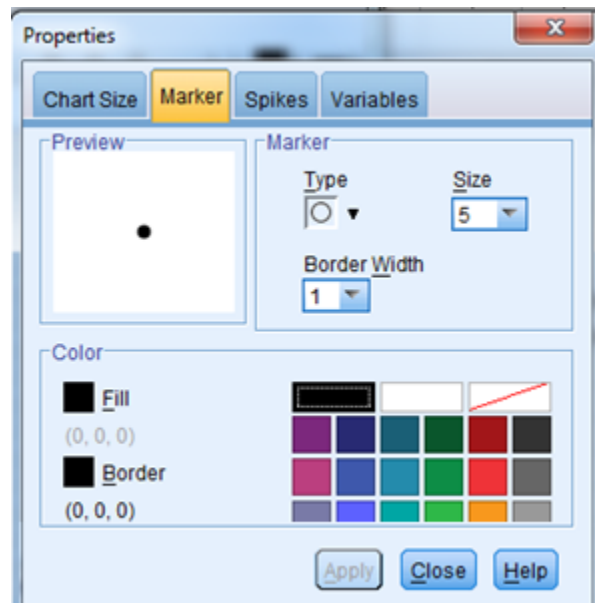 Properties
Chart Size Marker Spikes Variables
Preview
Marker
Type Size
5
Border Width
1
Color
Fill
(0, 0, 0)
Border
(0, 0, 0)
Apply Close Help